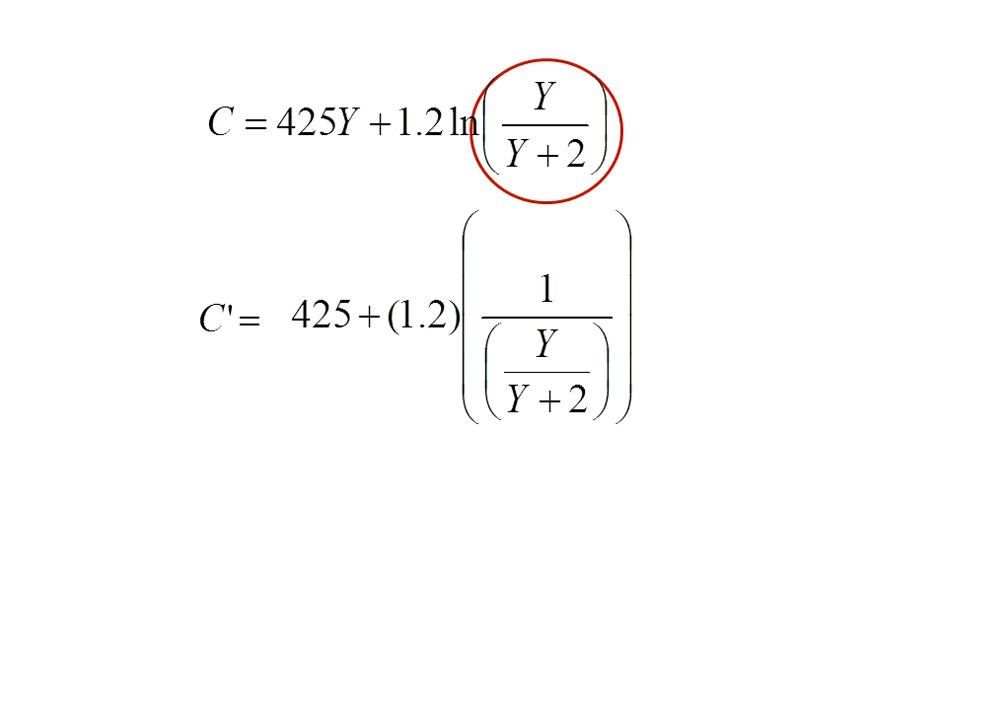 C = 425Y + 1.2 ln(Y / (Y + 2))
C' = 425 + (1.2)(1 / (Y / (Y + 2)))